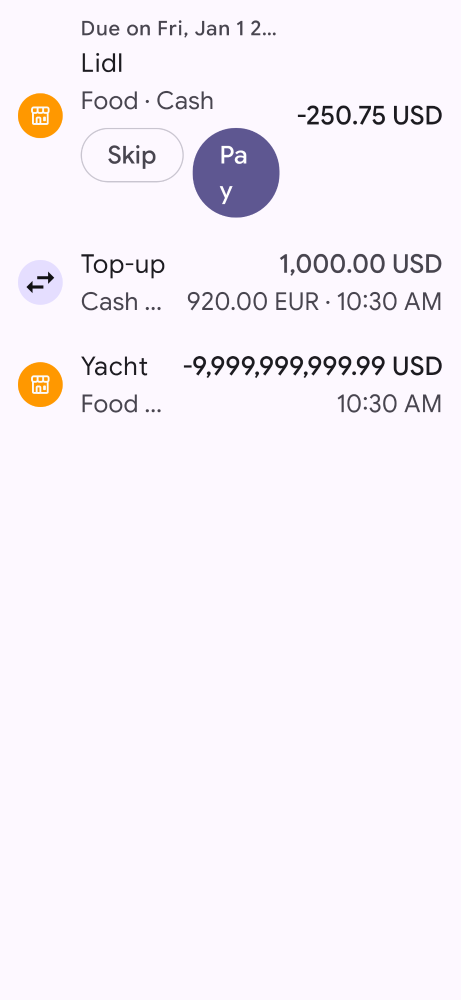 Due on Fri, Jan 1 2...
Lidl
Food · Cash
-250.75 USD
Skip
Pa
y
Top-up
1,000.00 USD
Cash ...
920.00 EUR · 10:30 AM
Yacht
-9,999,999,999.99 USD
Food ...
10:30 AM